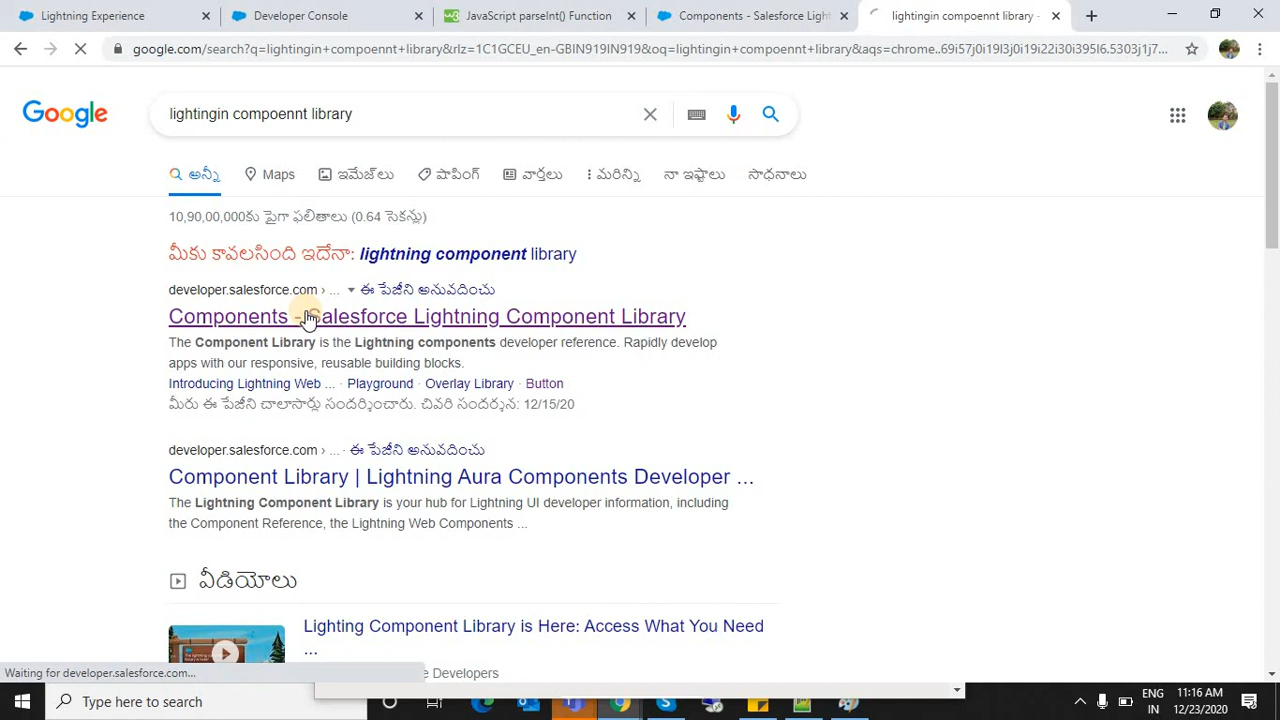 Lightning Experience × Developer Console × JavaScript parseInt() Function × Components - Salesforce Light × lightingin compoennt library - ×
google.com/search?q=lightingin+compoennt+library&rlz=1C1GCEU_en-GBIN919IN919&oq=lightingin+compoennt+library&aqs=chrome..69i57j0i19l3j0i19i22i30i395l6.5303j1j7...
Google lightingin compoennt library
అన్నీ Maps ఇమేజ్‌లు షాపింగ్ వార్తలు మరిన్ని నా ఇష్టాలు సాధనాలు
10,90,00,000కు పైగా ఫలితాలు (0.64 సెకన్లు)
మీకు కావలసింది ఇదేనా: lightning component library
developer.salesforce.com › ... ఈ పేజీని అనువదించు
Components - Salesforce Lightning Component Library
The Component Library is the Lightning components developer reference. Rapidly develop
apps with our responsive, reusable building blocks.
Introducing Lightning Web ... · Playground · Overlay Library · Button
మీరు ఈ పేజీని చాలాసార్లు సందర్శించారు. చివరి సందర్శన: 12/15/20
developer.salesforce.com › ... ఈ పేజీని అనువదించు
Component Library | Lightning Aura Components Developer ...
The Lightning Component Library is your hub for Lightning UI developer information, including
the Component Reference, the Lightning Web Components ...
వీడియోలు
Lighting Component Library is Here: Access What You Need
...
e Developers
Waiting for developer.salesforce.com...
Type here to search
ENG 11:16 AM
IN 12/23/2020